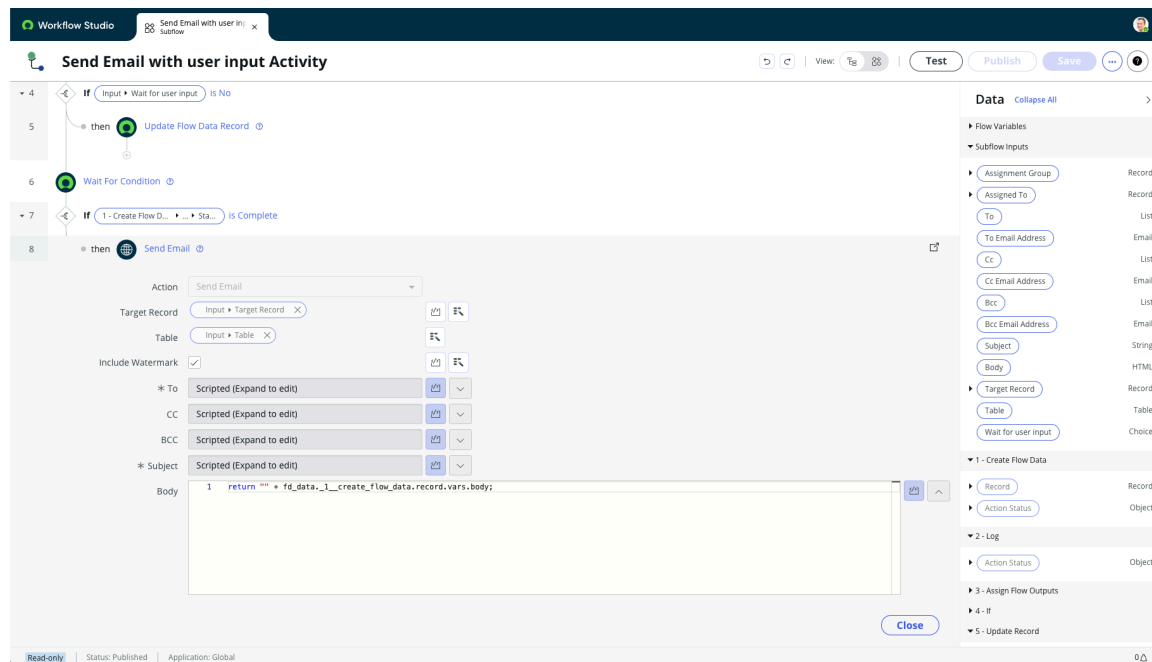 Workflow Studio
Send Email with user inp
Subflow
Send Email with user input Activity
View:
Test
Publish
Save
4
If Input ▸ Wait for user input is No
5
then Update Flow Data Record
6
Wait For Condition
7
If 1 - Create Flow D... ▸ ... ▸ Sta... is Complete
8
then Send Email
Action Send Email
Target Record Input ▸ Target Record
Table Input ▸ Table
Include Watermark
* To Scripted (Expand to edit)
CC Scripted (Expand to edit)
BCC Scripted (Expand to edit)
* Subject Scripted (Expand to edit)
Body
1 return "" + fd_data._1__create_flow_data.record.vars.body;
Close
Data Collapse All
Flow Variables
Subflow Inputs
Assignment Group Record
Assigned To Record
To List
To Email Address Email
Cc List
Cc Email Address Email
Bcc List
Bcc Email Address Email
Subject String
Body HTML
Target Record Record
Table Table
Wait for user input Choice
1 - Create Flow Data
Record Record
Action Status Object
2 - Log
Action Status Object
3 - Assign Flow Outputs
4 - If
5 - Update Record
Read-only Status: Published Application: Global
0